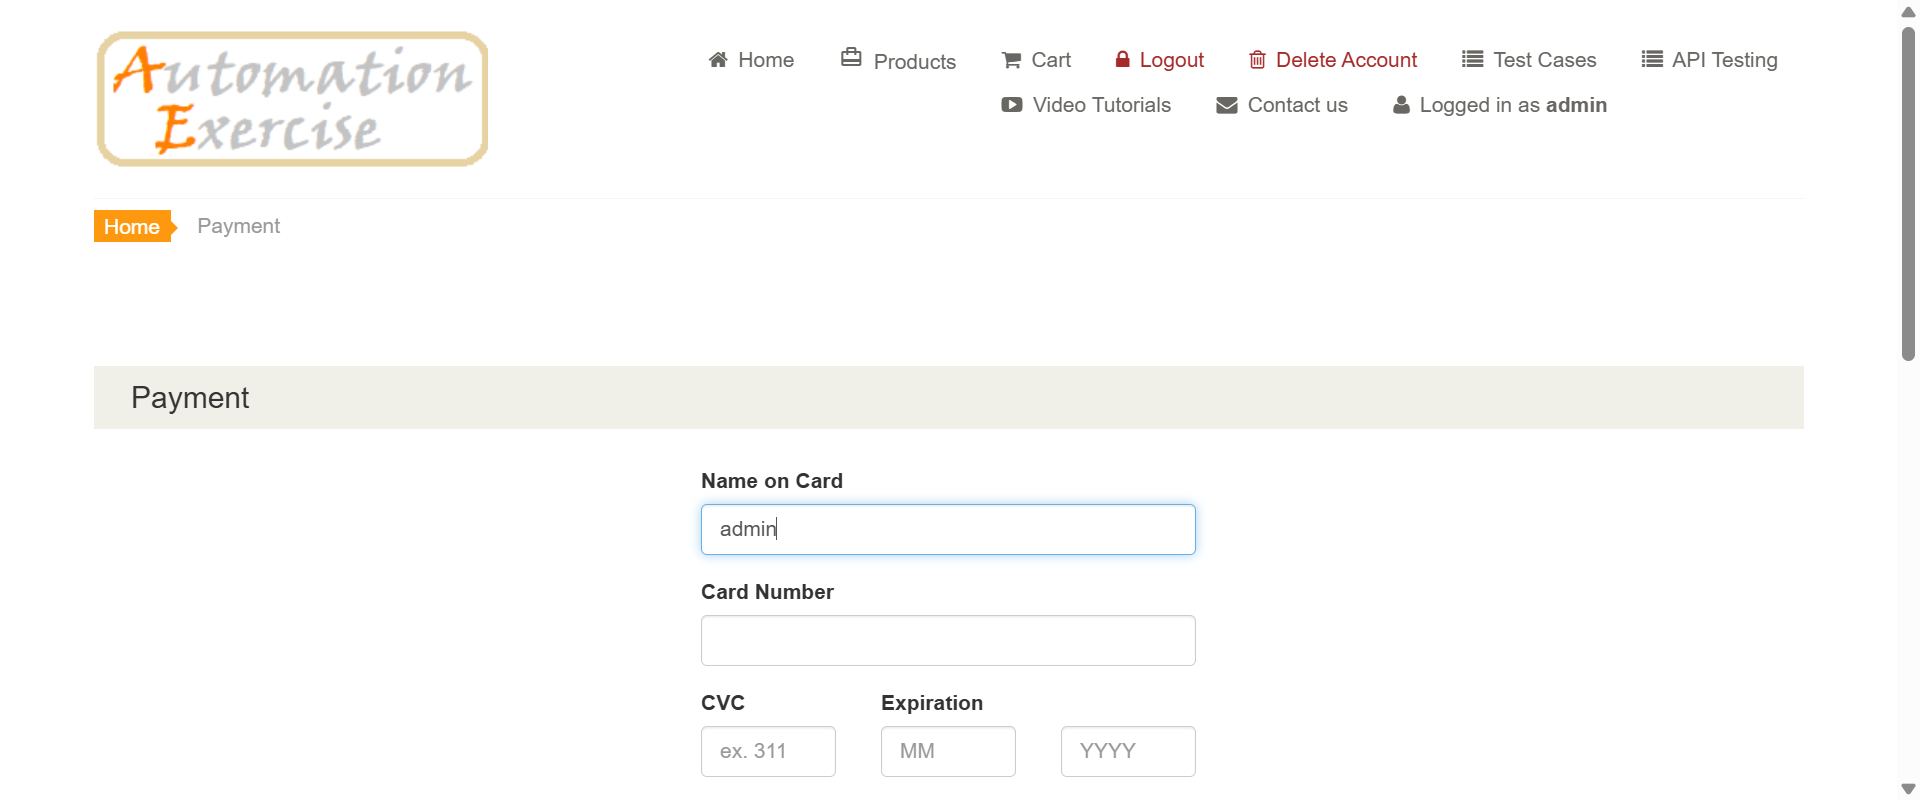 Automation
Exercise
Home Products Cart Logout Delete Account Test Cases API Testing
Video Tutorials Contact us Logged in as admin
Home Payment
Payment
Name on Card
admin
Card Number
CVC Expiration
ex. 311 MM YYYY